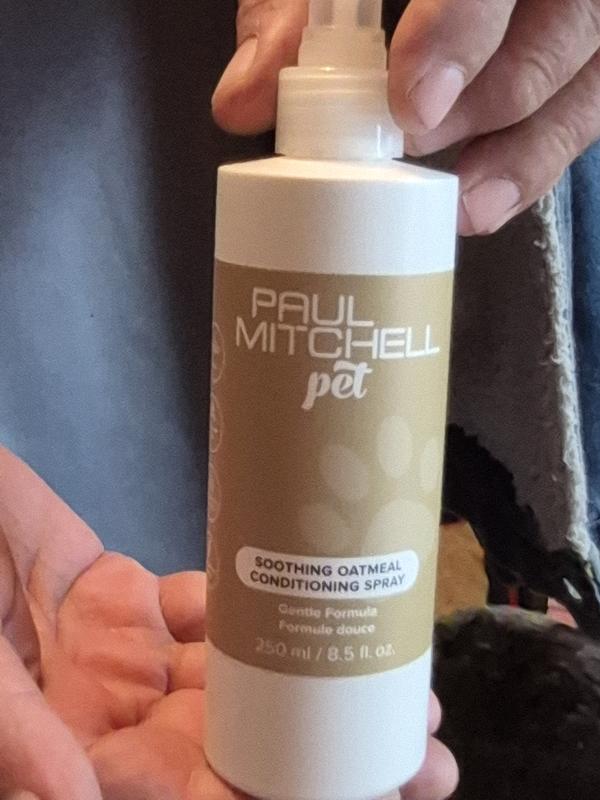 PAUL
MITCHELL
pet
SOOTHING OATMEAL
CONDITIONING SPRAY
Gentle Formula
Formule douce
250 ml / 8.5 fl. oz.